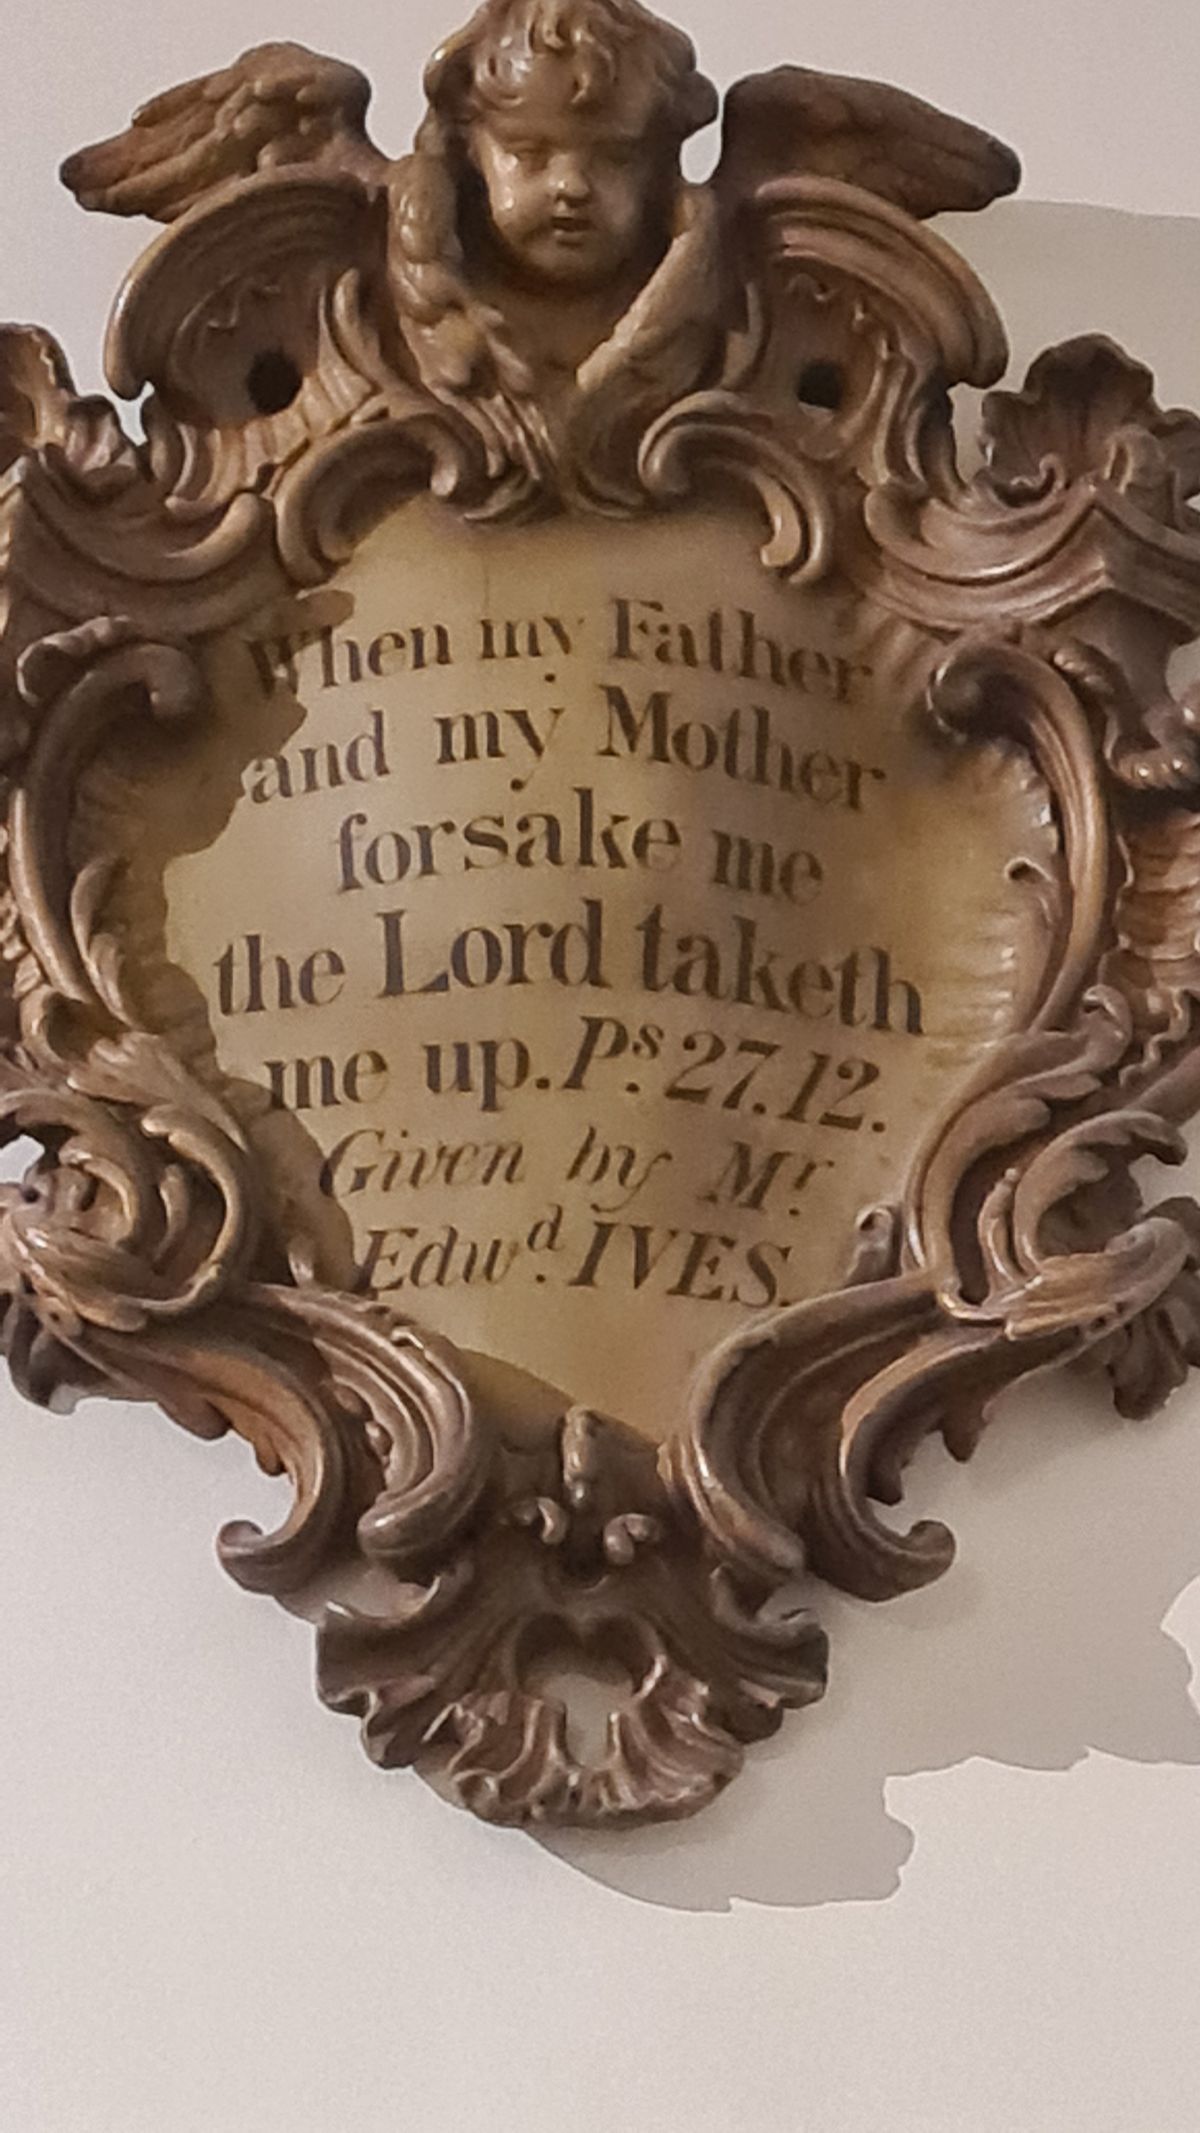 When my Father
and my Mother
forsake me
the Lord taketh
me up. Ps. 27.12.
Given by Mr.
Edwd. IVES.